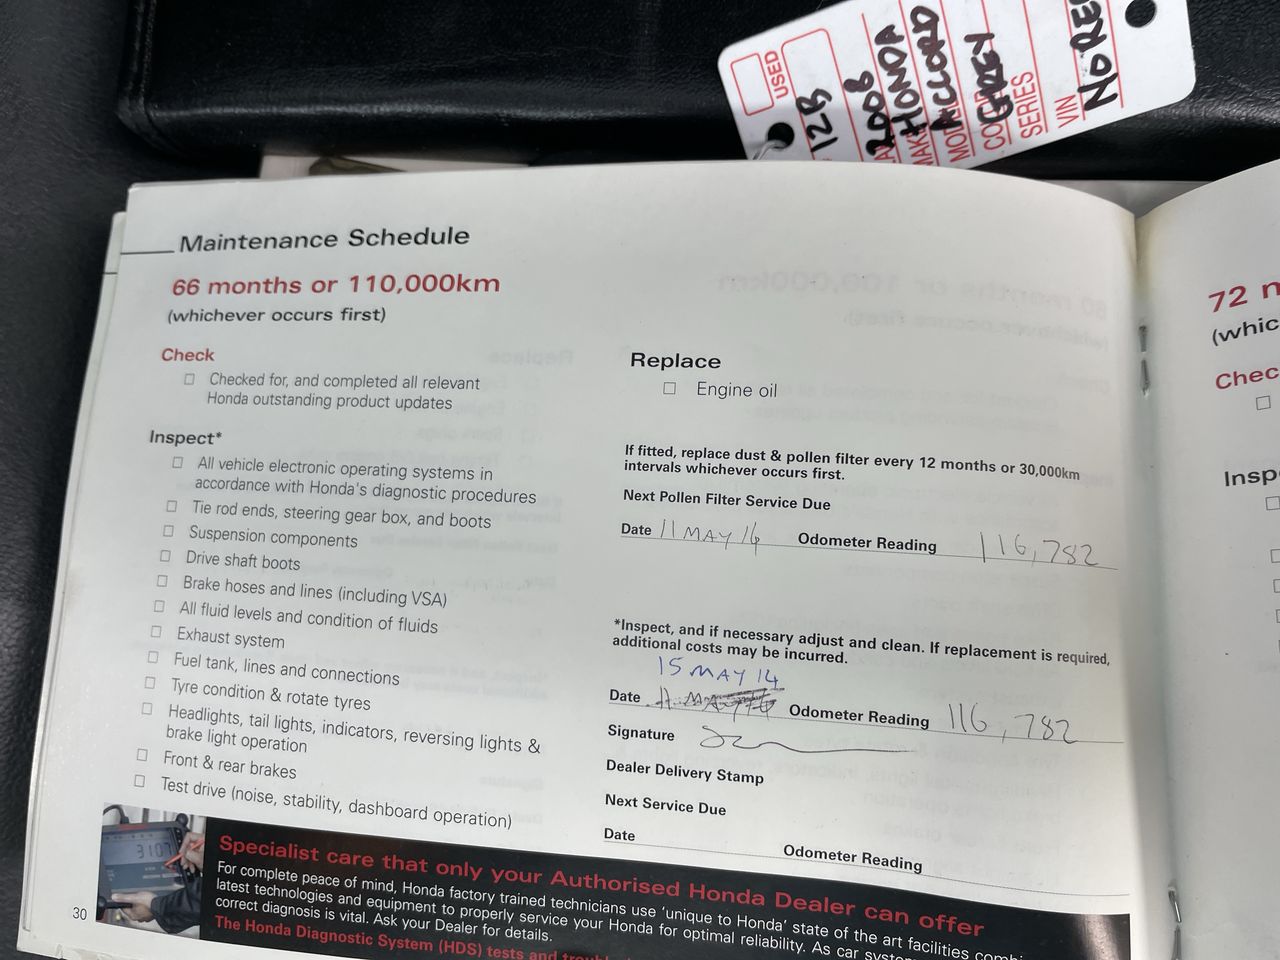 USED
128
2008
MAKE HONDA
MODEL ACCORD
GREY
SERIES
VIN
Maintenance Schedule
66 months or 110,000km
(whichever occurs first)
Check
Checked for, and completed all relevant
Honda outstanding product updates
Inspect*
All vehicle electronic operating systems in
accordance with Honda's diagnostic procedures
Tie rod ends, steering gear box, and boots
Suspension components
Drive shaft boots
Brake hoses and lines (including VSA)
All fluid levels and condition of fluids
Exhaust system
Fuel tank, lines and connections
Tyre condition & rotate tyres
Headlights, tail lights, indicators, reversing lights &
brake light operation
Front & rear brakes
Test drive (noise, stability, dashboard operation)
Replace
Engine oil
If fitted, replace dust & pollen filter every 12 months or 30,000km
intervals whichever occurs first.
Next Pollen Filter Service Due
Date 11 MAY 16 Odometer Reading 116,782
*Inspect, and if necessary adjust and clean. If replacement is required,
additional costs may be incurred.
15 MAY 14
Date Odometer Reading 116,782
Signature
Dealer Delivery Stamp
Next Service Due
Date Odometer Reading
3107
Specialist care that only your Authorised Honda Dealer can offer
For complete peace of mind, Honda factory trained technicians use 'unique to Honda' state of the art facilities
latest technologies and equipment to properly service your Honda for optimal reliability. As car
correct diagnosis is vital. Ask your Dealer for details.
The Honda Diagnostic System (HDS) tests and
30
72
Inspect